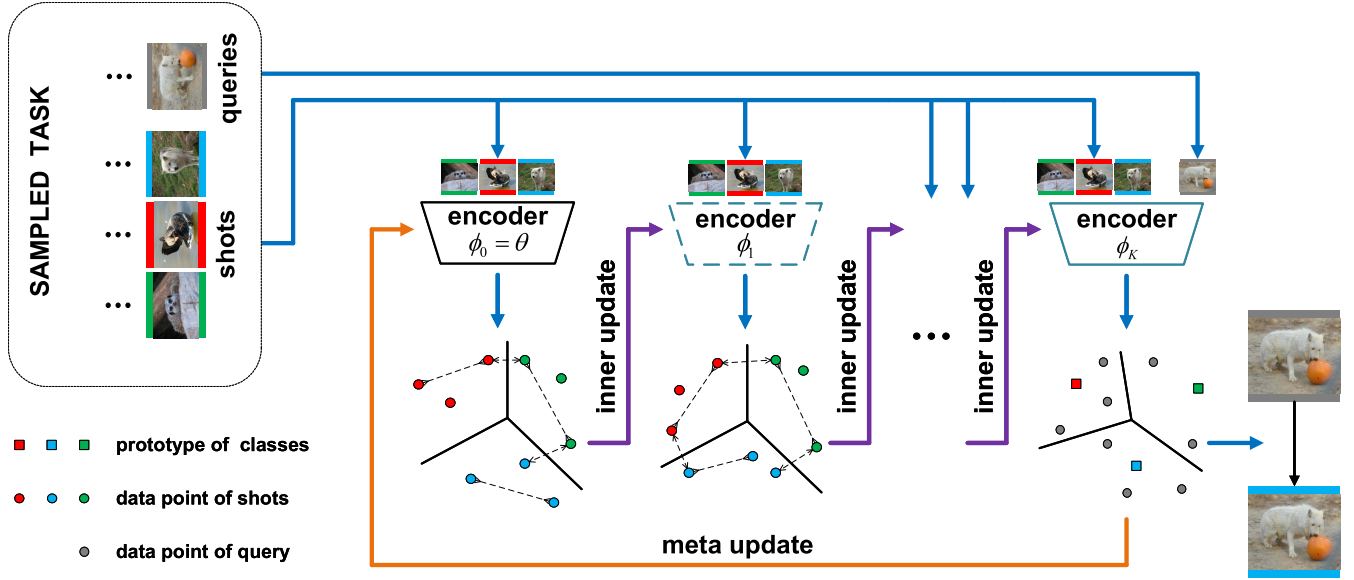 SAMPLED TASK
queries
shots
encoder
ϕ₀ = θ
encoder
ϕ₁
encoder
ϕ_K
inner update
inner update
inner update
meta update
prototype of classes
data point of shots
data point of query